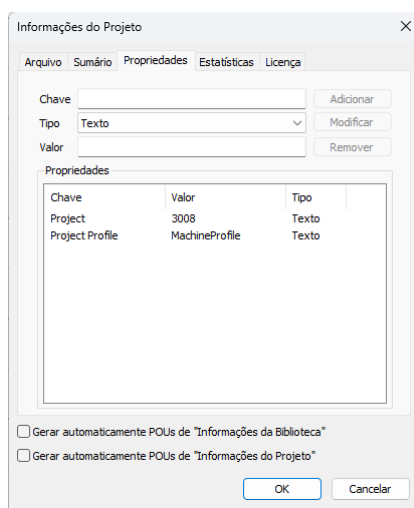 Informações do Projeto
Arquivo Sumário Propriedades Estatísticas Licença
Chave Adicionar
Tipo Texto Modificar
Valor Remover
Propriedades
Chave Valor Tipo
Project 3008 Texto
Project Profile MachineProfile Texto
Gerar automaticamente POUs de "Informações da Biblioteca"
Gerar automaticamente POUs de "Informações do Projeto"
OK Cancelar